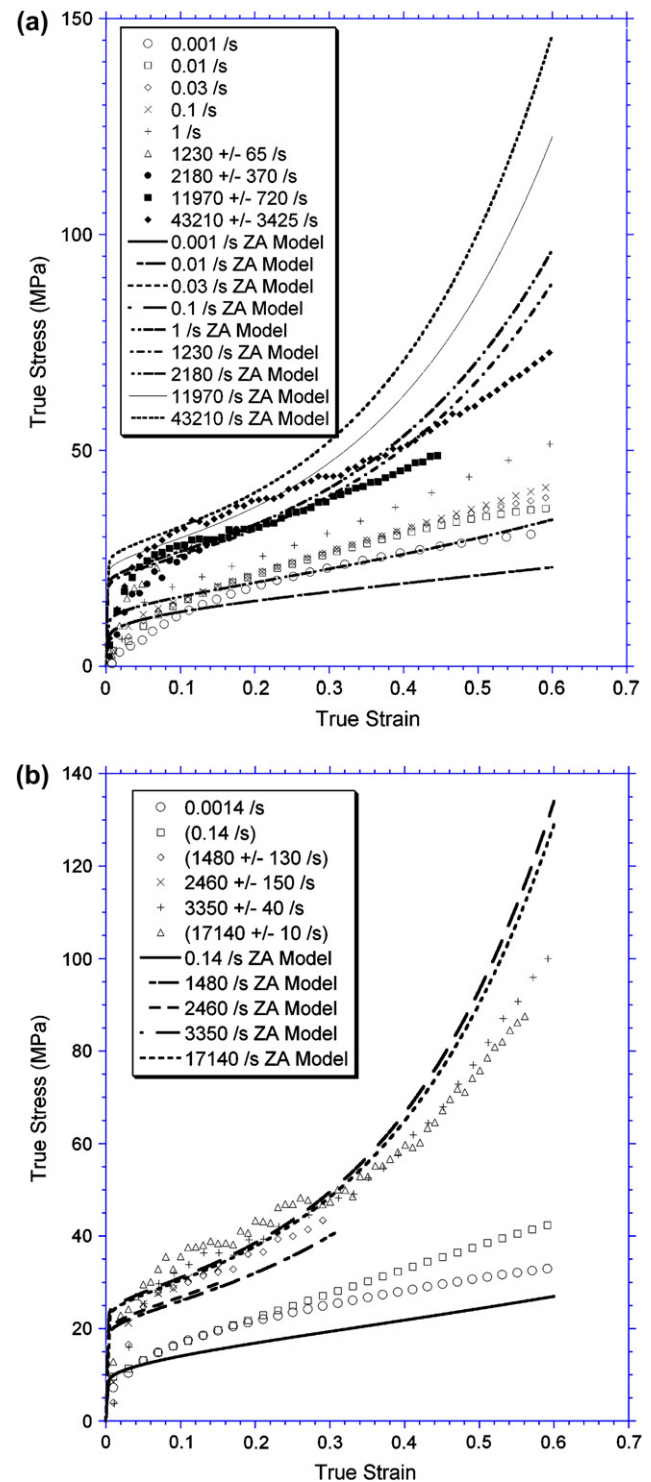 (a)
150
100
50
0
True Stress (MPa)
0.001 /s
0.01 /s
0.03 /s
0.1 /s
1 /s
1230 +/- 65 /s
2180 +/- 370 /s
11970 +/- 720 /s
43210 +/- 3425 /s
0.001 /s ZA Model
0.01 /s ZA Model
0.03 /s ZA Model
0.1 /s ZA Model
1 /s ZA Model
1230 /s ZA Model
2180 /s ZA Model
11970 /s ZA Model
43210 /s ZA Model
0 0.1 0.2 0.3 0.4 0.5 0.6 0.7
True Strain
(b)
140
120
100
80
60
40
20
0
True Stress (MPa)
0.0014 /s
(0.14 /s)
(1480 +/- 130 /s)
2460 +/- 150 /s
3350 +/- 40 /s
(17140 +/- 10 /s)
0.14 /s ZA Model
1480 /s ZA Model
2460 /s ZA Model
3350 /s ZA Model
17140 /s ZA Model
0 0.1 0.2 0.3 0.4 0.5 0.6 0.7
True Strain